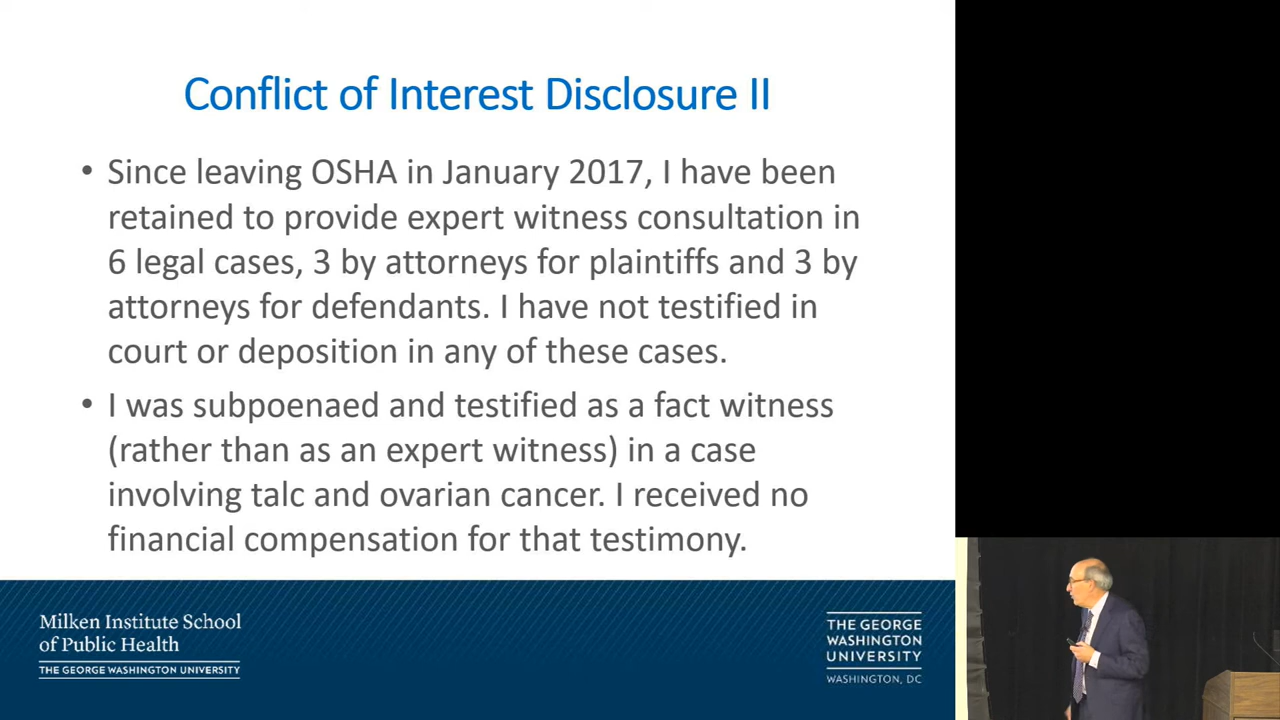 Conflict of Interest Disclosure II
• Since leaving OSHA in January 2017, I have been
retained to provide expert witness consultation in
6 legal cases, 3 by attorneys for plaintiffs and 3 by
attorneys for defendants. I have not testified in
court or deposition in any of these cases.
• I was subpoenaed and testified as a fact witness
(rather than as an expert witness) in a case
involving talc and ovarian cancer. I received no
financial compensation for that testimony.
Milken Institute School
of Public Health
THE GEORGE WASHINGTON UNIVERSITY
THE GEORGE
WASHINGTON
UNIVERSITY
WASHINGTON, DC